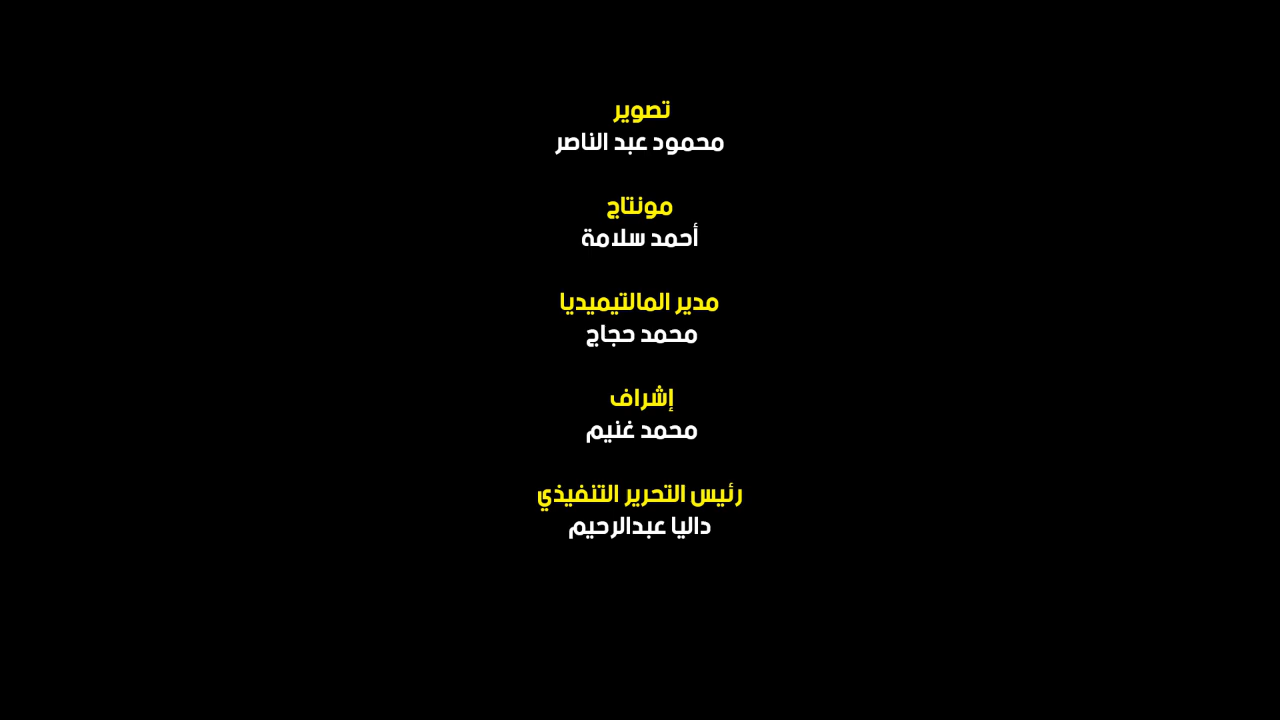 تصوير
محمود عبد الناصر
مونتاج
أحمد سلامة
مدير المالتيميديا
محمد حجاج
إشراف
محمد غنيم
رئيس التحرير التنفيذي
داليا عبدالرحيم